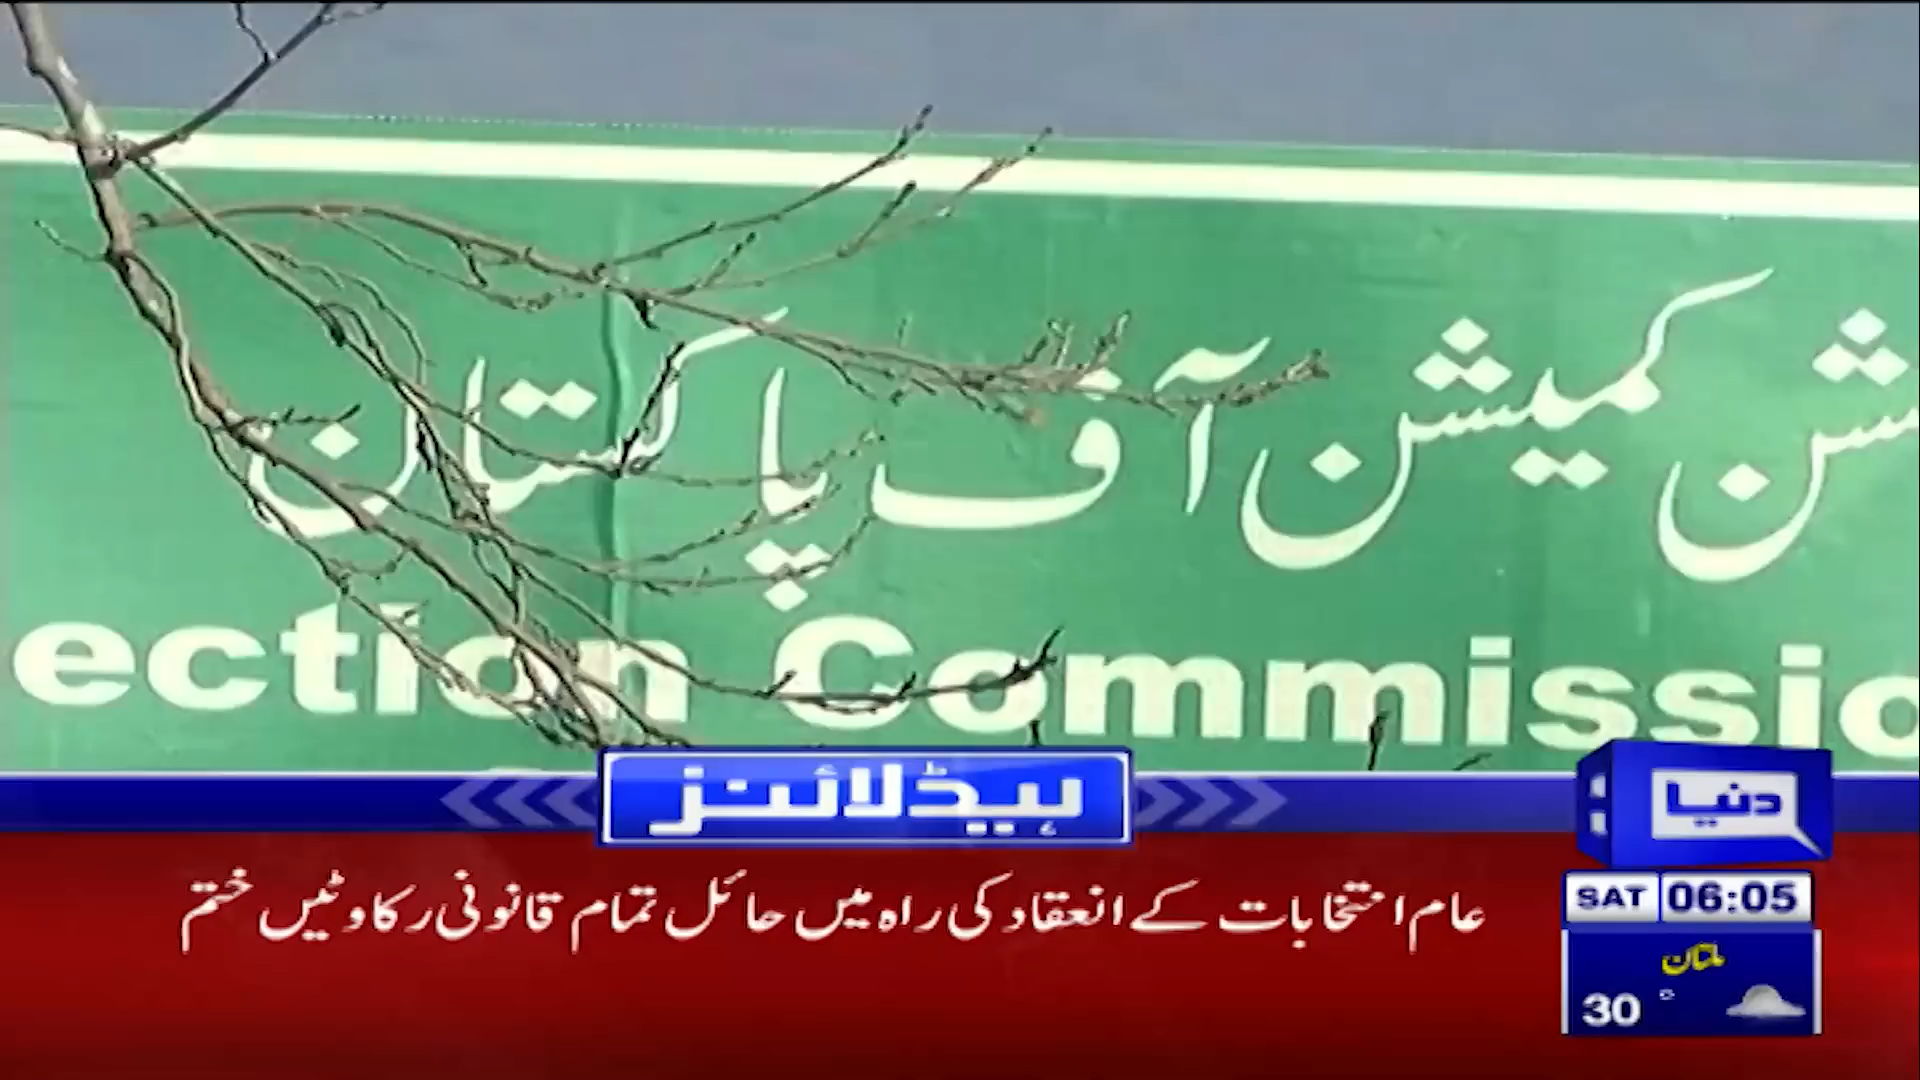 شن کمیشن آف پاکستان
ection Commissio
ہیڈلائنز
دنیا
عام انتخابات کے انعقاد کی راہ میں حائل تمام قانونی رکاوٹیں ختم
SAT 06:05
ملتان
30 °C